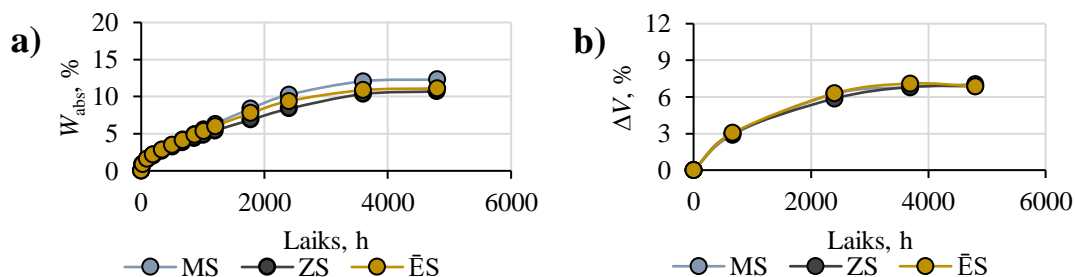 a)
W_abs, %
20
15
10
5
0
0 2000 4000 6000
Laiks, h
MS ZS ĒS
b)
ΔV, %
12
9
6
3
0
0 2000 4000 6000
Laiks, h
MS ZS ĒS